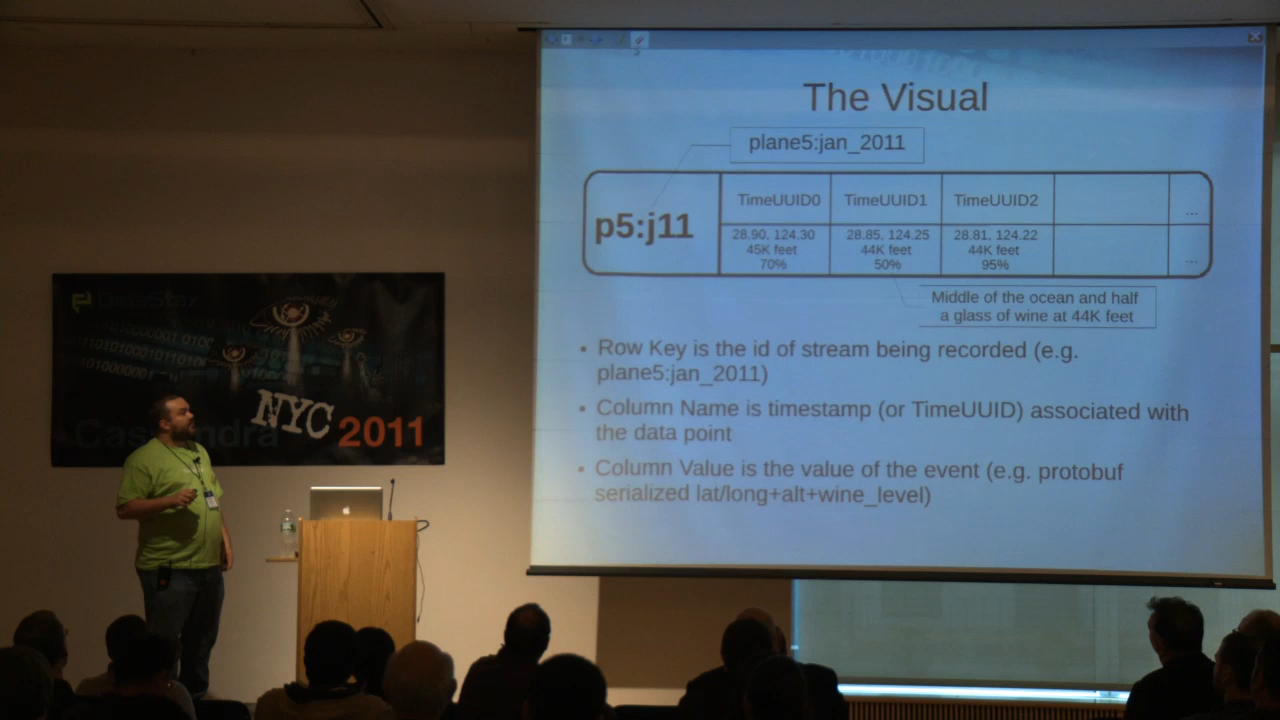 The Visual
plane5:jan_2011
p5:j11
TimeUUID0
TimeUUID1
TimeUUID2
...
28.90, 124.30
45K feet
70%
28.85, 124.25
44K feet
50%
28.81, 124.22
44K feet
95%
...
Middle of the ocean and half
a glass of wine at 44K feet
• Row Key is the id of stream being recorded (e.g.
plane5:jan_2011)
• Column Name is timestamp (or TimeUUID) associated with
the data point
• Column Value is the value of the event (e.g. protobuf
serialized lat/long+alt+wine_level)
DataStax
Cassandra
NYC 2011